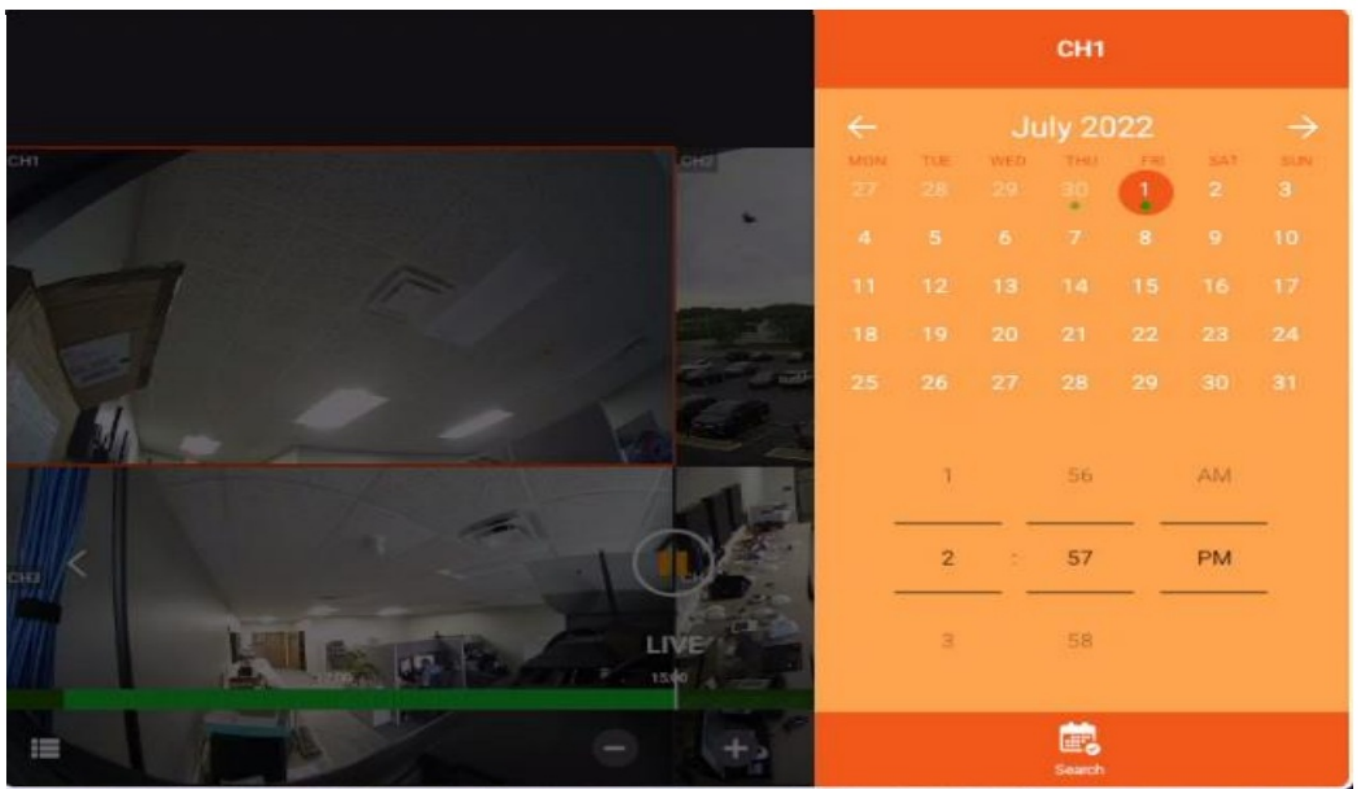 CH1
July 2022
MON TUE WED THU FRI SAT SUN
27 28 29 30 1 2 3
4 5 6 7 8 9 10
11 12 13 14 15 16 17
18 19 20 21 22 23 24
25 26 27 28 29 30 31
1 56 AM
2 : 57 PM
3 58
Search
CH1
CH2
CH3
LIVE
15:00